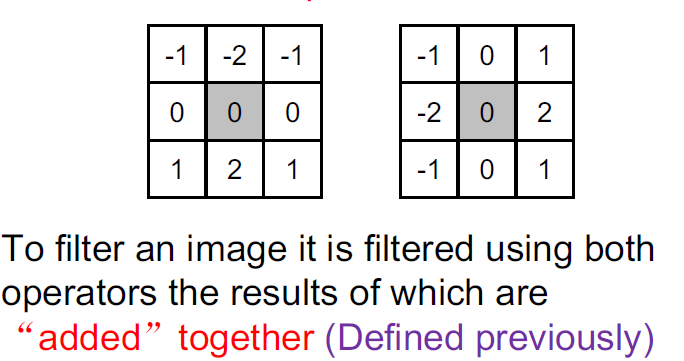 -1 -2 -1 -1 0 1
0 0 0 -2 0 2
1 2 1 -1 0 1
To filter an image it is filtered using both
operators the results of which are
“added” together (Defined previously)